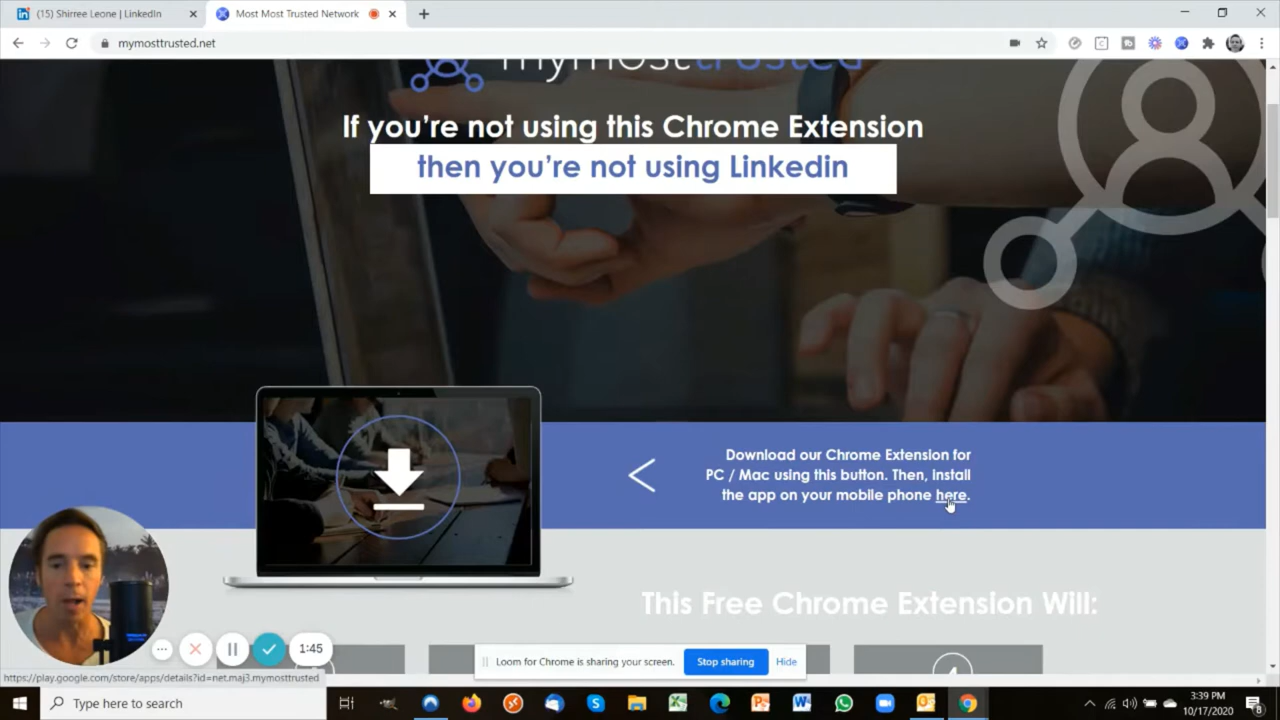 (15) Shirree Leone | LinkedIn
Most Most Trusted Network
mymosttrusted.net
mymosttrusted
If you're not using this Chrome Extension
then you're not using Linkedin
Download our Chrome Extension for
PC / Mac using this button. Then, install
the app on your mobile phone here.
This Free Chrome Extension Will:
1:45
Loom for Chrome is sharing your screen.
Stop sharing
Hide
https://play.google.com/store/apps/details?id=net.maj3.mymosttrusted
Type here to search
3:39 PM
10/17/2020
8